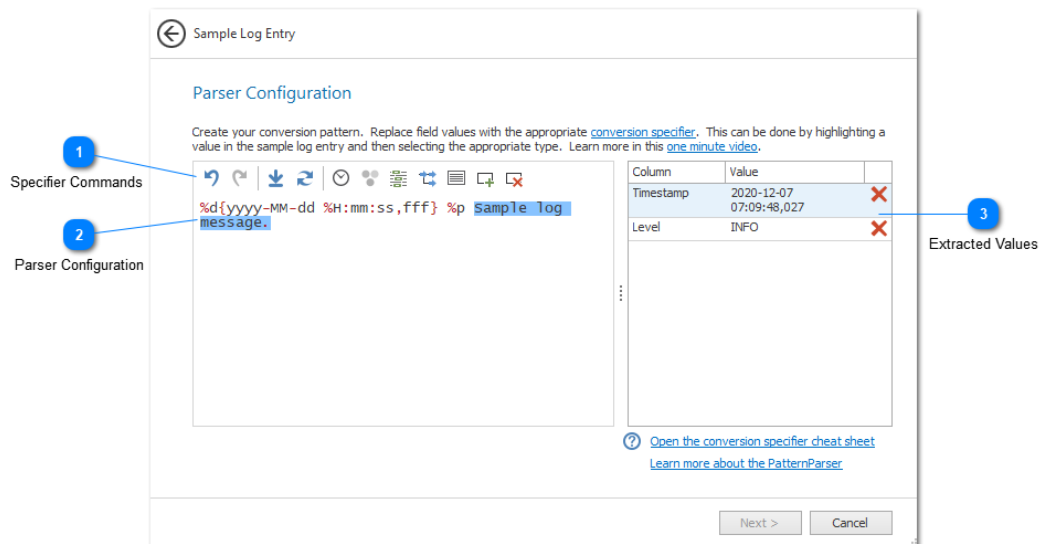 Sample Log Entry
Parser Configuration
Create your conversion pattern. Replace field values with the appropriate conversion specifier. This can be done by highlighting a
value in the sample log entry and then selecting the appropriate type. Learn more in this one minute video.
1
Specifier Commands
%d{yyyy-MM-dd %H:mm:ss,fff} %p Sample log
message.
2
Parser Configuration
Column Value
Timestamp 2020-12-07
07:09:48,027
Level INFO
3
Extracted Values
Open the conversion specifier cheat sheet
Learn more about the PatternParser
Next > Cancel